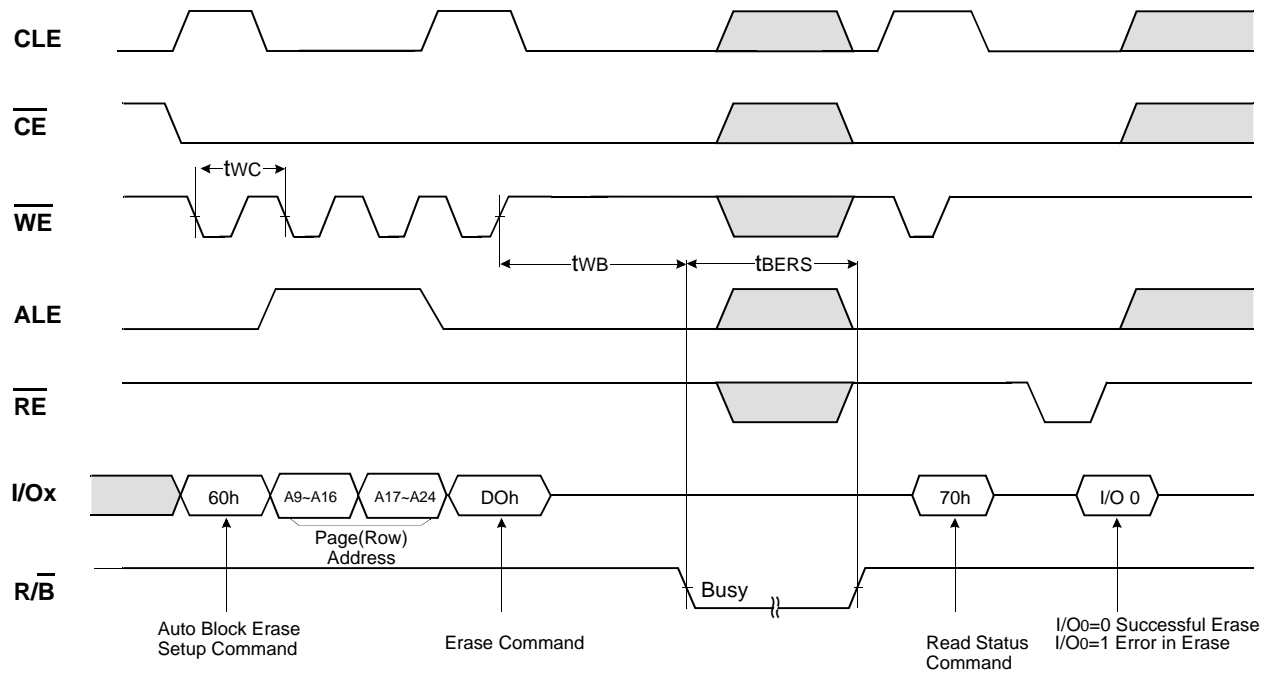 CLE
CE
tWC
WE
tWB
tBERS
ALE
RE
I/Ox
60h
A9~A16
A17~A24
DOh
70h
I/O 0
Page(Row)
Address
R/B
Busy
Auto Block Erase
Setup Command
Erase Command
Read Status
Command
I/O0=0 Successful Erase
I/O0=1 Error in Erase